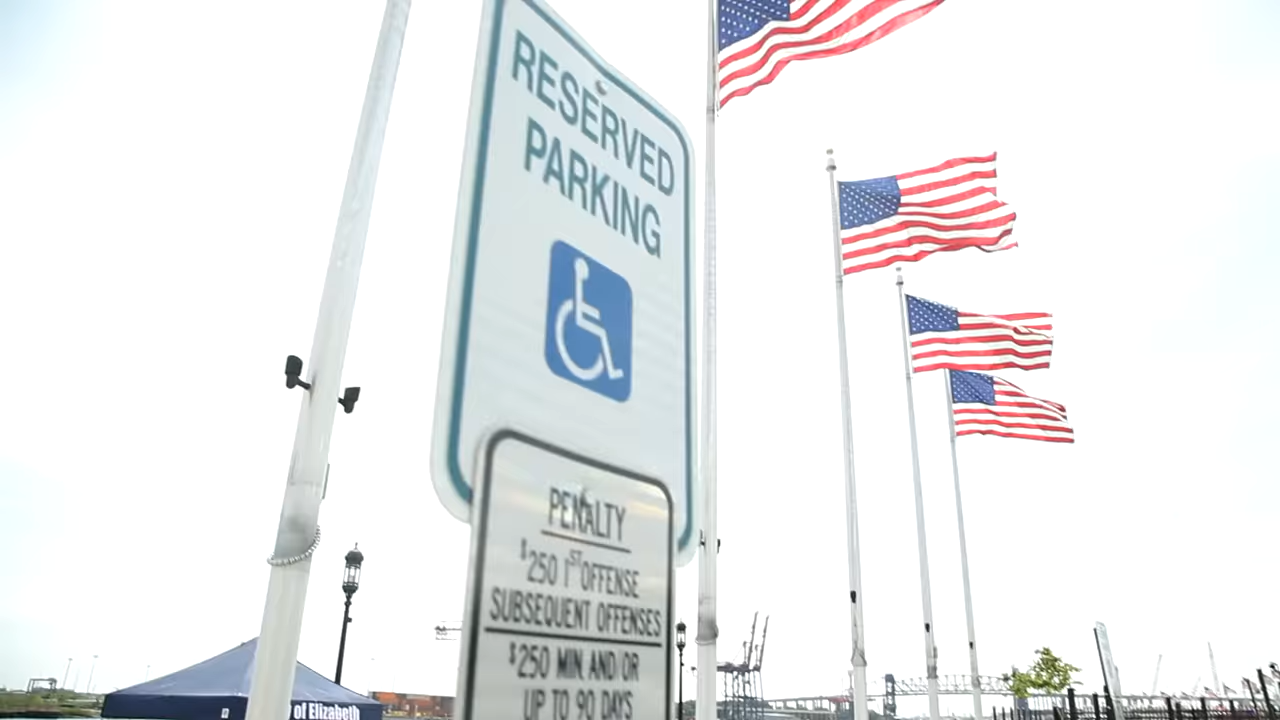 RESERVED
PARKING
PENALTY
$250 1ST OFFENSE
SUBSEQUENT OFFENSES
$250 MIN. AND/OR
UP TO 90 DAYS
of Elizabeth